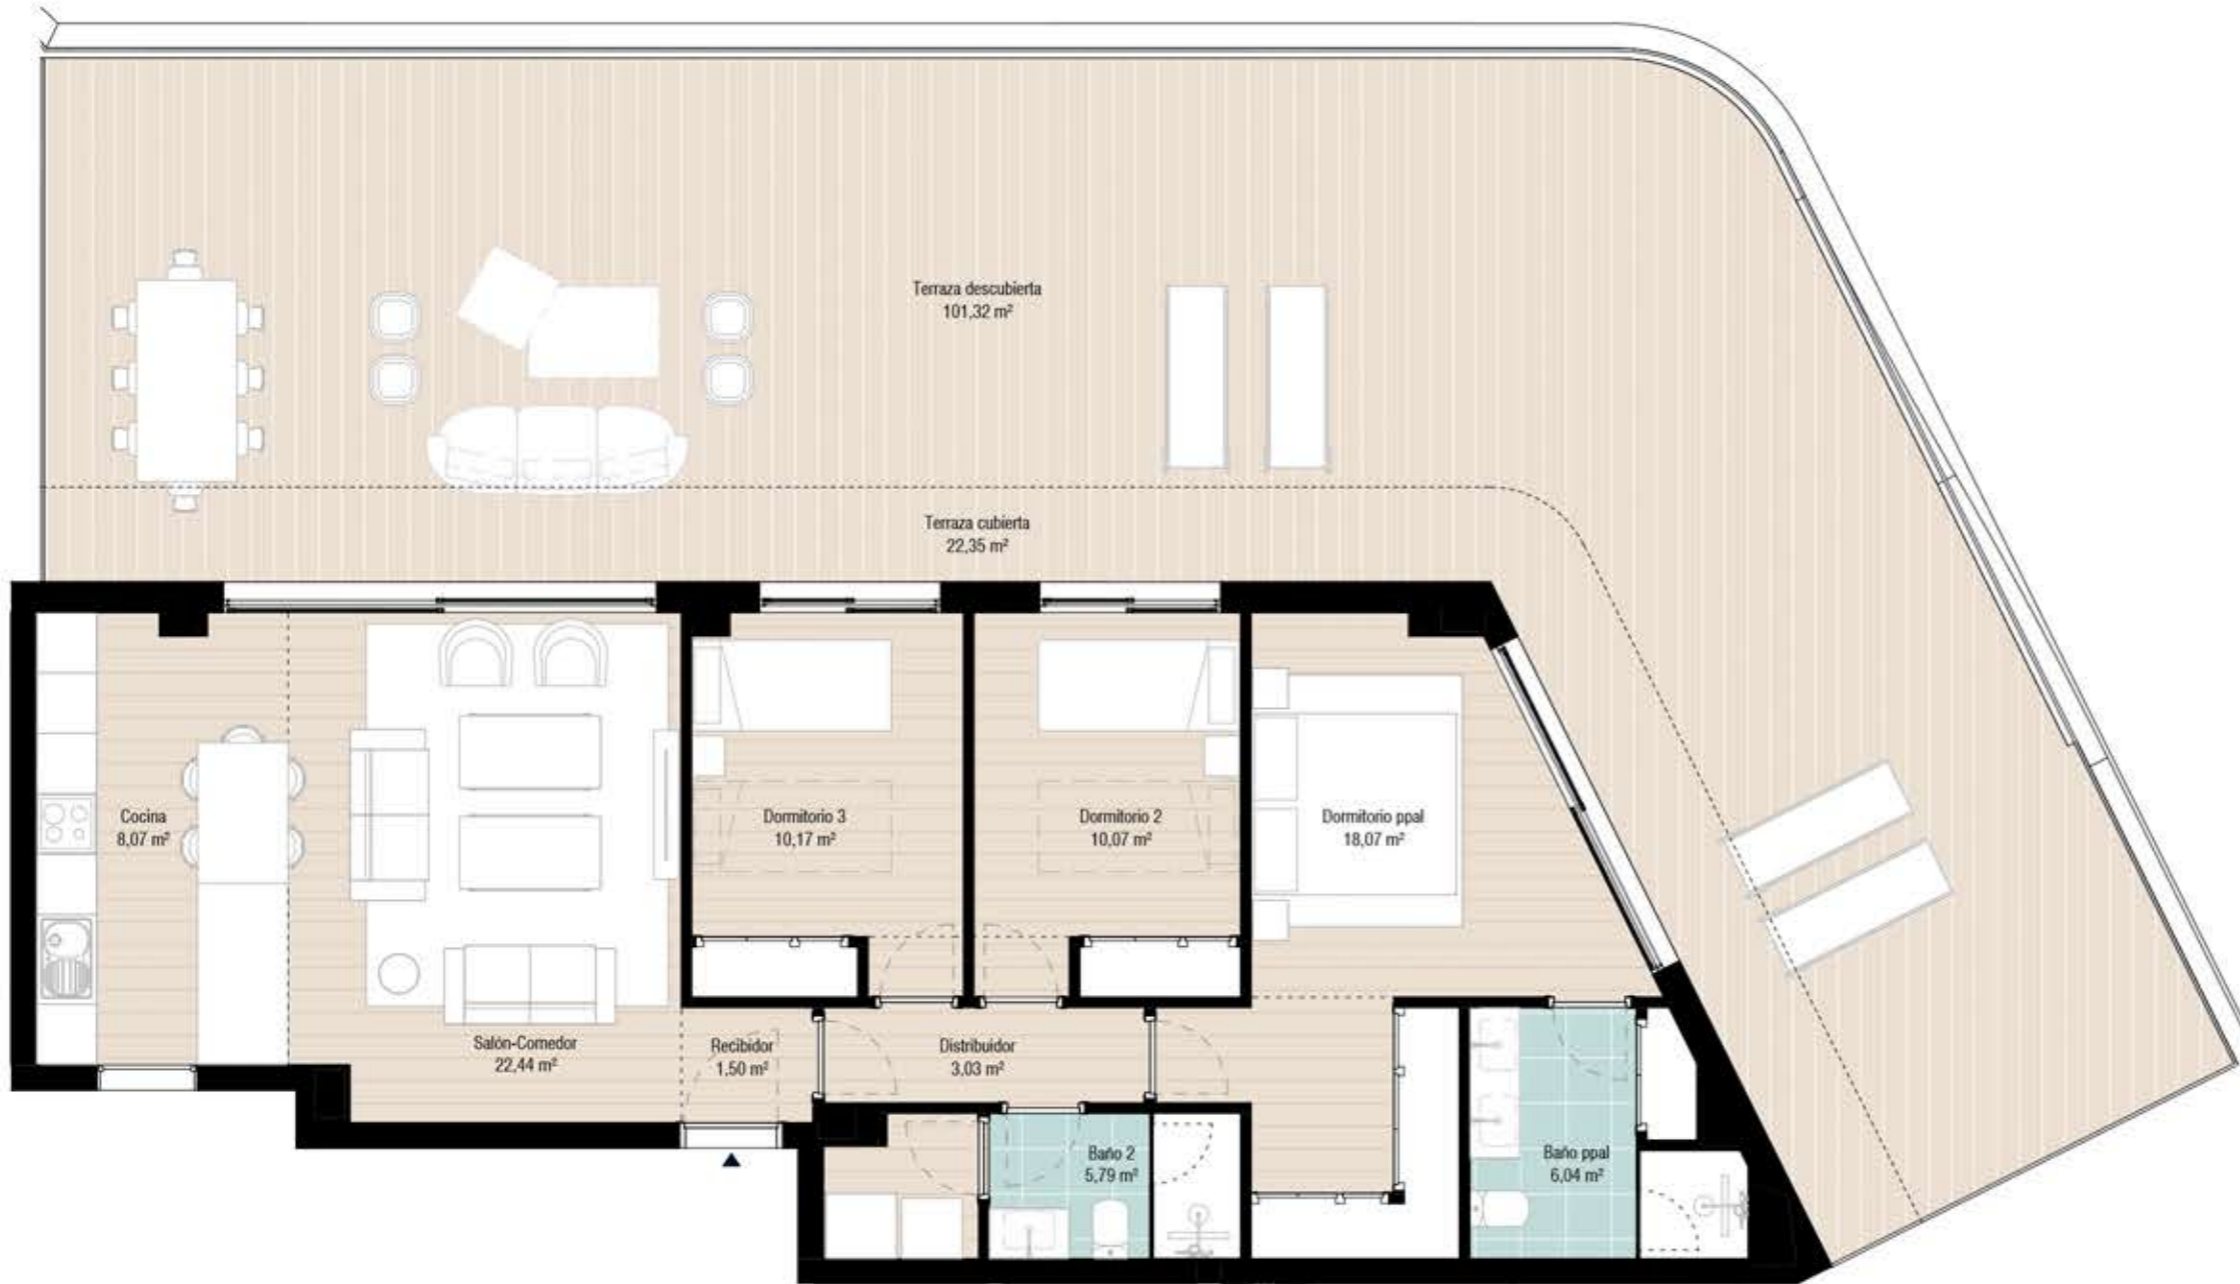 Terraza descubierta
101,32 m²
Terraza cubierta
22,35 m²
Cocina
8,07 m²
Dormitorio 3
10,17 m²
Dormitorio 2
10,07 m²
Dormitorio ppal
18,07 m²
Salón-Comedor
22,44 m²
Recibidor
1,50 m²
Distribuidor
3,03 m²
Baño 2
5,79 m²
Baño ppal
6,04 m²